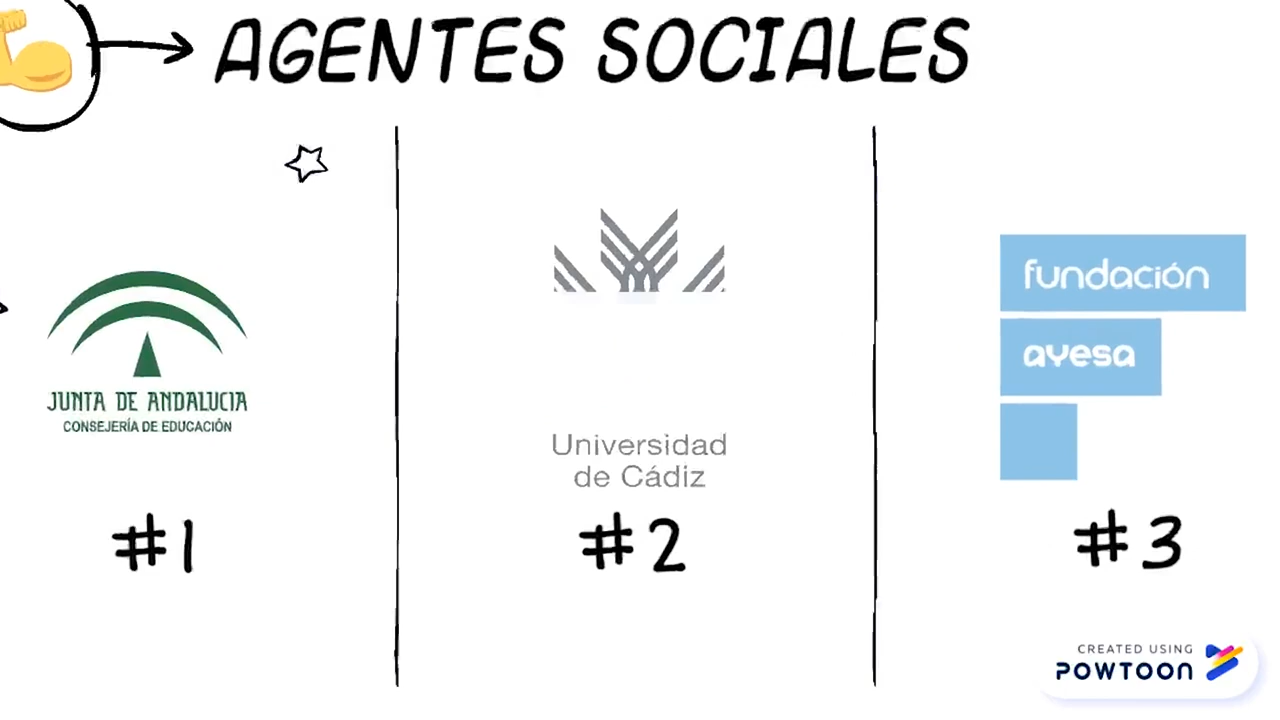 AGENTES SOCIALES
JUNTA DE ANDALUCIA
CONSEJERÍA DE EDUCACIÓN
#1
Universidad
de Cádiz
#2
fundación
ayesa
#3
CREATED USING
POWTOON